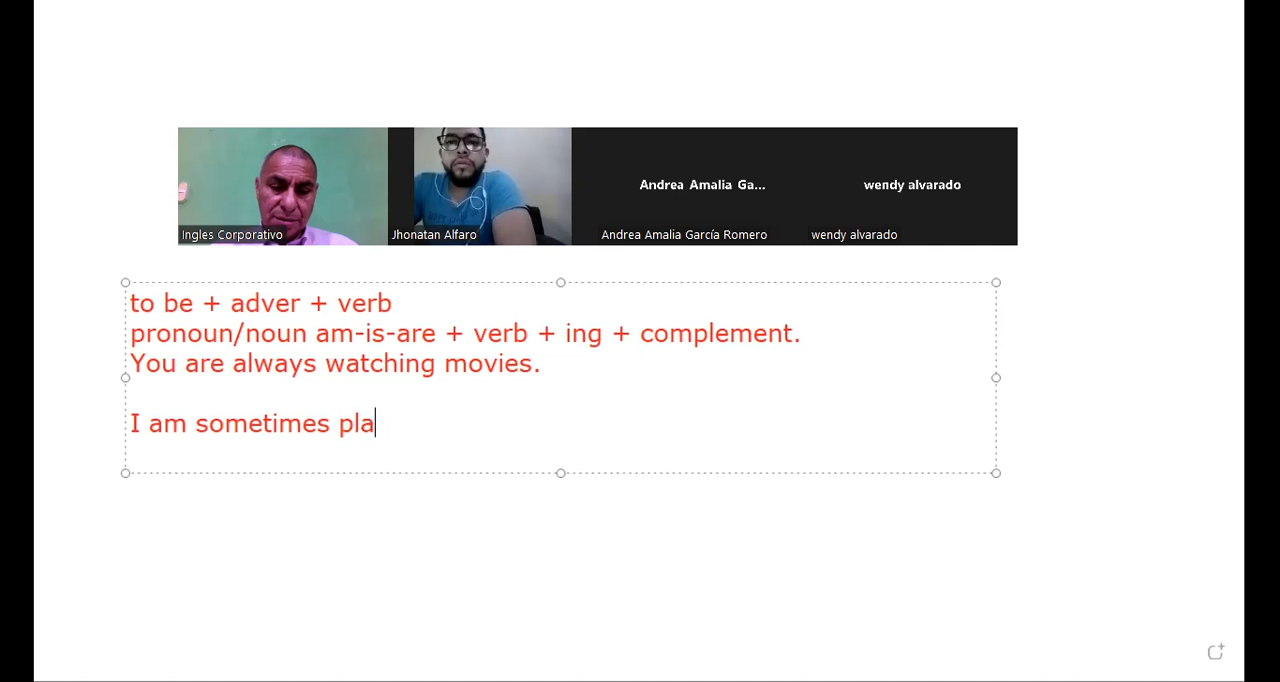 Andrea Amalia Ga...
wendy alvarado
Ingles Corporativo
Jhonatan Alfaro
Andrea Amalia García Romero
wendy alvarado
to be + adver + verb
pronoun/noun am-is-are + verb + ing + complement.
You are always watching movies.
I am sometimes pla